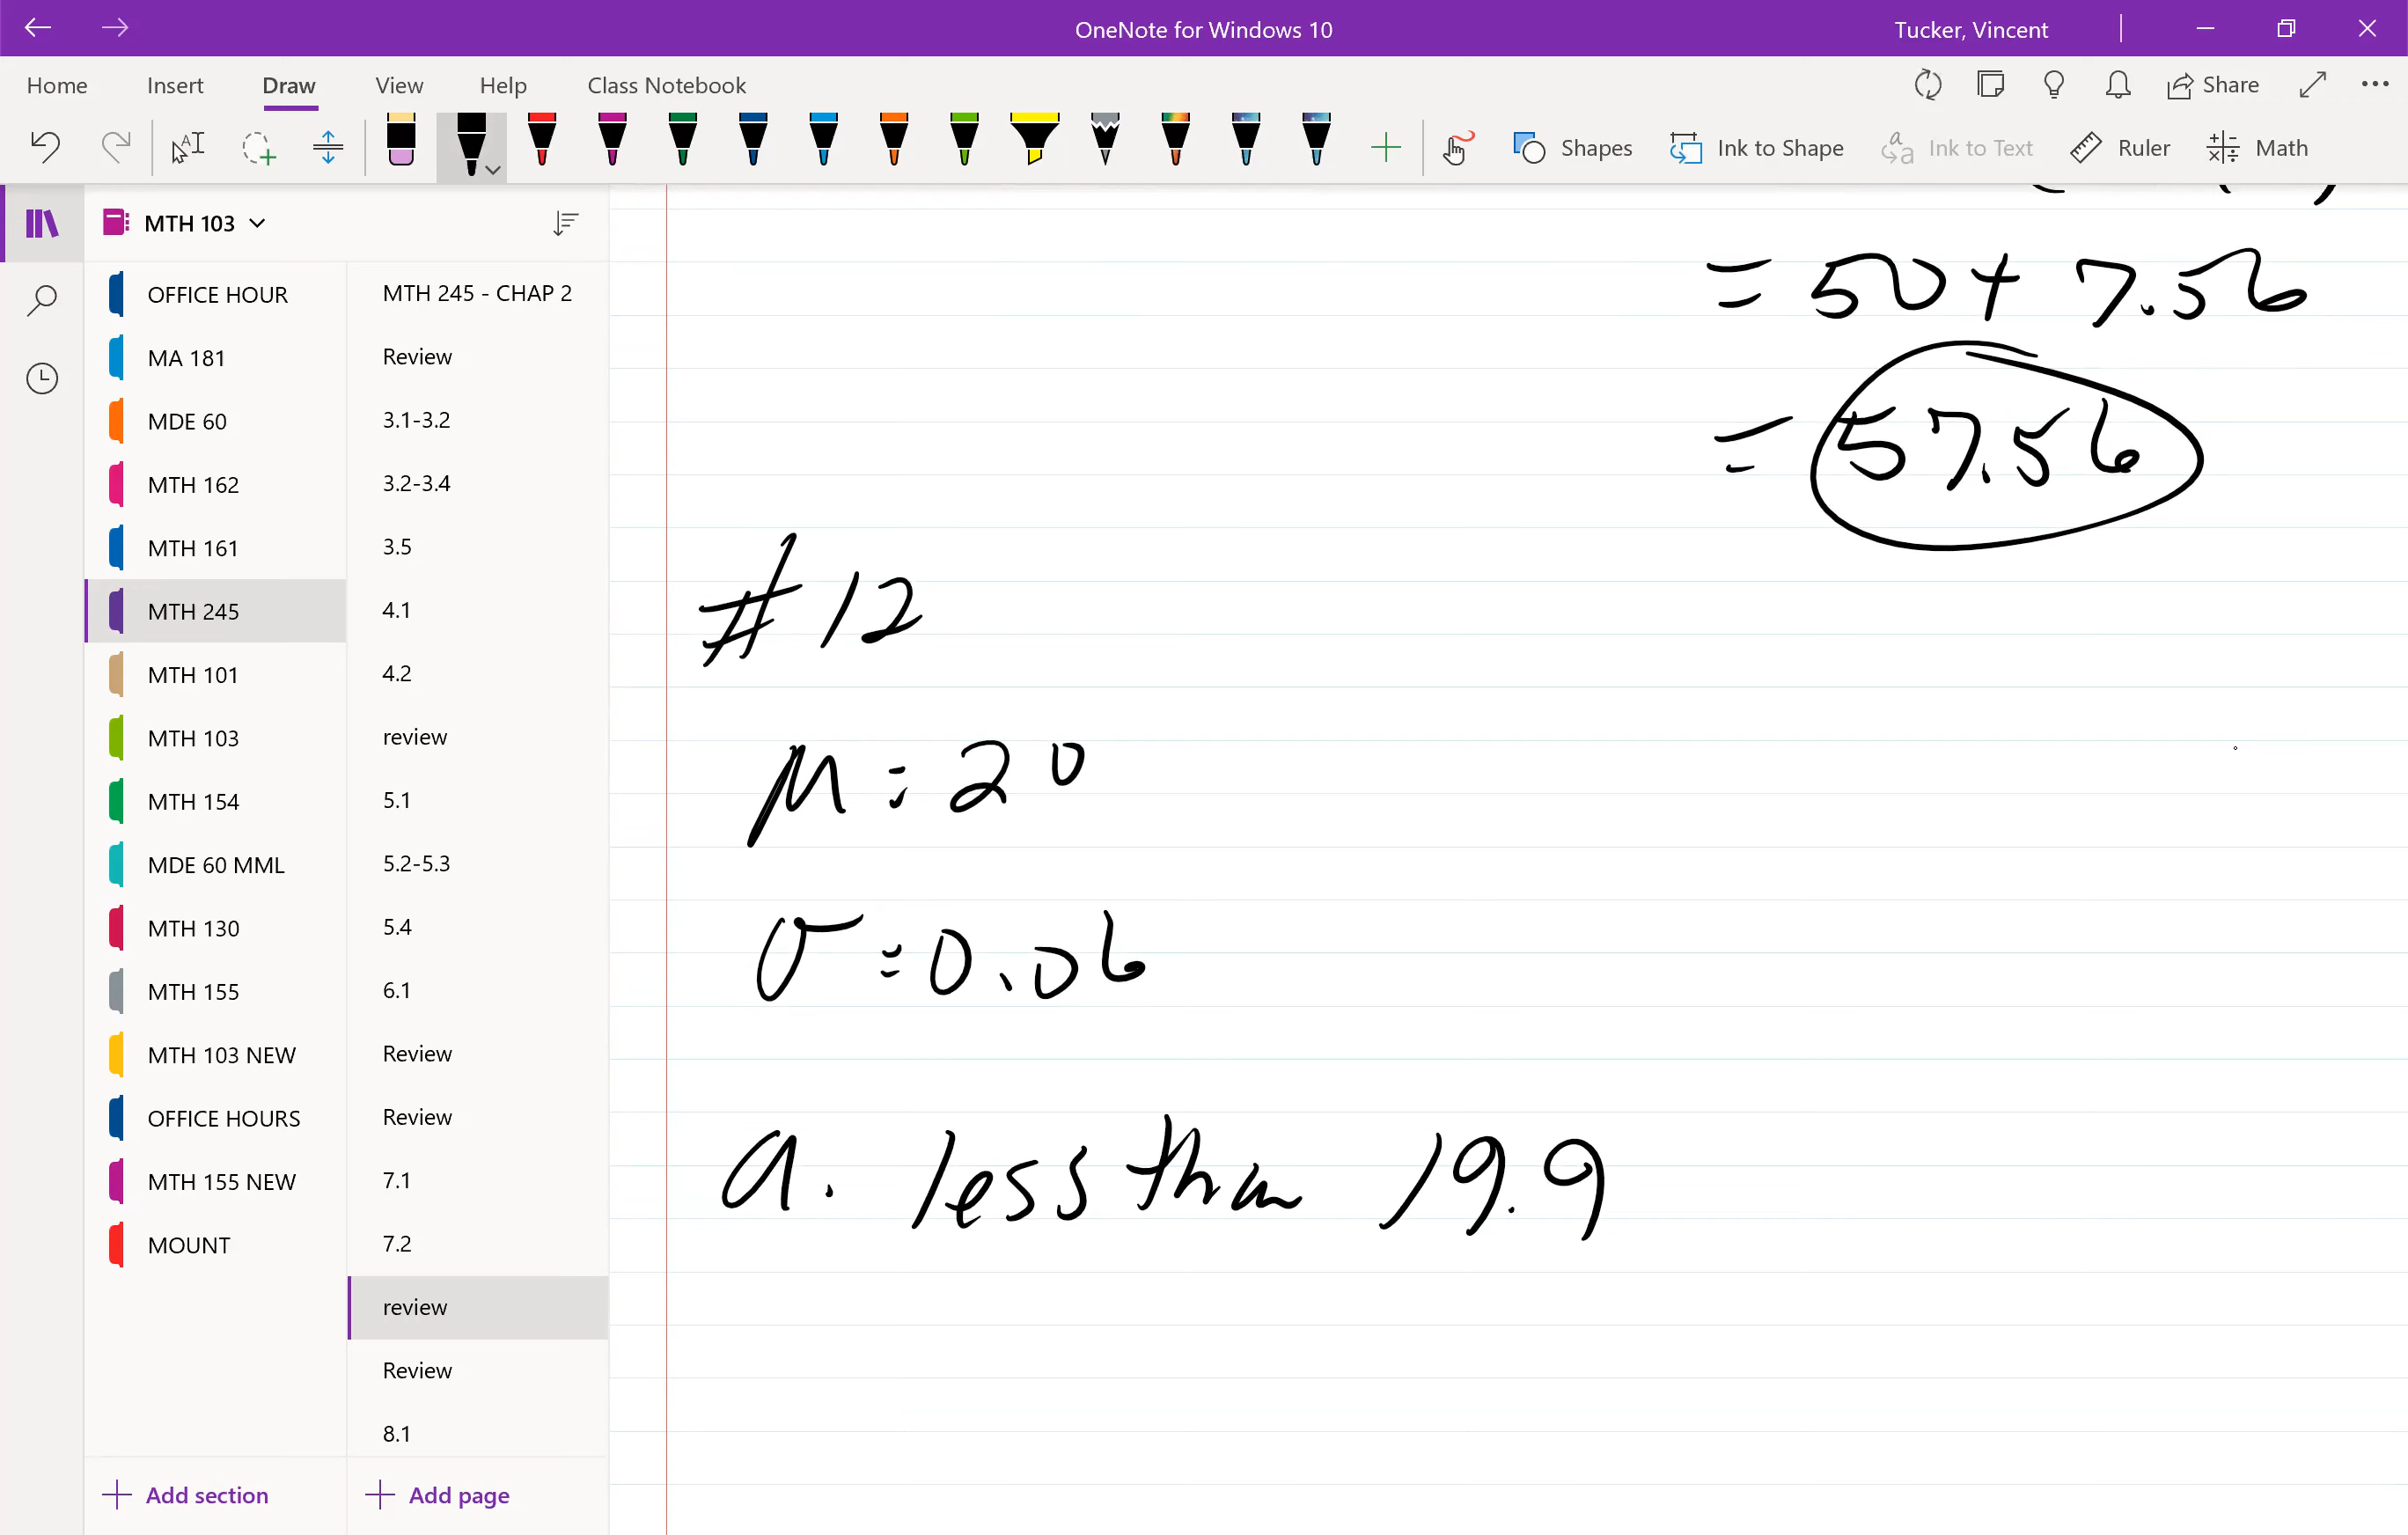 OneNote for Windows 10
Tucker, Vincent
Home Insert Draw View Help Class Notebook
Share
Shapes Ink to Shape Ink to Text Ruler Math
MTH 103
OFFICE HOUR
MA 181
MDE 60
MTH 162
MTH 161
MTH 245
MTH 101
MTH 103
MTH 154
MDE 60 MML
MTH 130
MTH 155
MTH 103 NEW
OFFICE HOURS
MTH 155 NEW
MOUNT
Add section
MTH 245 - CHAP 2
Review
3.1-3.2
3.2-3.4
3.5
4.1
4.2
review
5.1
5.2-5.3
5.4
6.1
Review
Review
7.1
7.2
review
Review
8.1
Add page
= 50 + 7.56
= 57.56
#12
μ = 20
σ = 0.06
a. less than 19.9